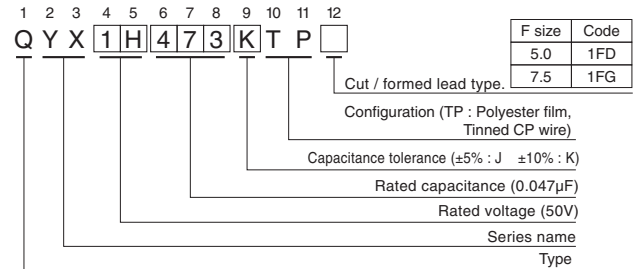 1 2 3 4 5 6 7 8 9 10 11 12
Q Y X 1 H 4 7 3 K T P
F size Code
5.0 1FD
7.5 1FG
Cut / formed lead type.
Configuration (TP : Polyester film,
Tinned CP wire)
Capacitance tolerance (±5% : J ±10% : K)
Rated capacitance (0.047μF)
Rated voltage (50V)
Series name
Type